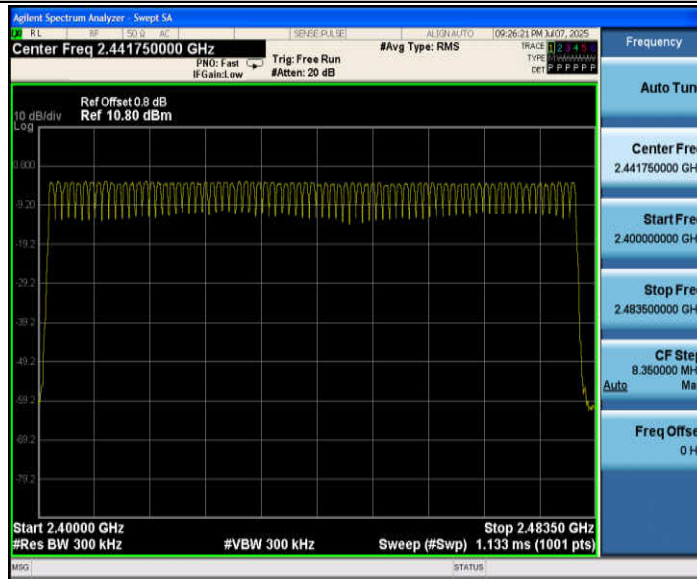 Agilent Spectrum Analyzer - Swept SA
RL RF 50 Ω AC SENSE:PULSE ALIGN AUTO 09:26:21 PM Jul 07, 2025
Center Freq 2.441750000 GHz #Avg Type: RMS TRACE 1 2 3 4 5 6
PNO: Fast Trig: Free Run TYPE MWWWWW
IFGain:Low #Atten: 20 dB DET P P P P P P
Ref Offset 0.8 dB
10 dB/div Ref 10.80 dBm
Log
-9.20
-19.2
-29.2
-39.2
-49.2
-59.2
-69.2
-79.2
Start 2.40000 GHz Stop 2.48350 GHz
#Res BW 300 kHz #VBW 300 kHz Sweep (#Swp) 1.133 ms (1001 pts)
MSG STATUS
Frequency
Auto Tun
Center Fre
2.441750000 GH
Start Fre
2.400000000 GH
Stop Fre
2.483500000 GH
CF Ste
8.350000 MH
Auto Ma
Freq Offse
0 H